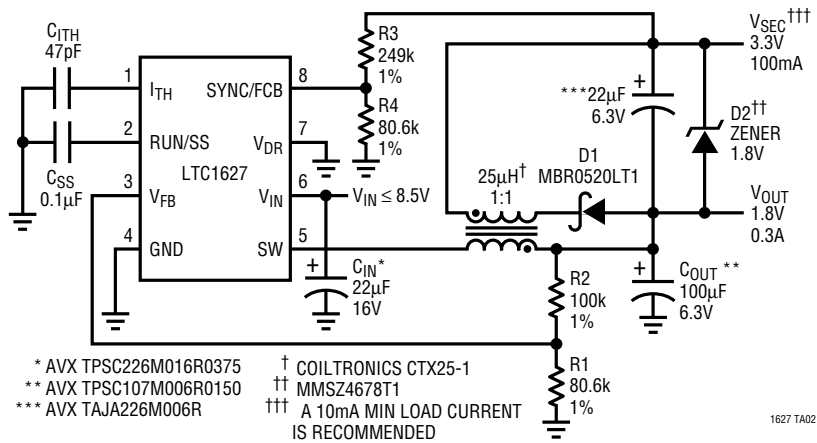 C_ITH
47pF
1
I_TH
SYNC/FCB
8
R3
249k
1%
V_SEC†††
3.3V
100mA
2
RUN/SS
V_DR
7
R4
80.6k
1%
***22µF
6.3V
D2††
ZENER
1.8V
C_SS
0.1µF
LTC1627
3
V_FB
V_IN
6
V_IN ≤ 8.5V
25µH†
1:1
D1
MBR0520LT1
V_OUT
1.8V
0.3A
4
GND
SW
5
+
C_IN*
22µF
16V
R2
100k
1%
+
C_OUT **
100µF
6.3V
+
R1
80.6k
1%
* AVX TPSC226M016R0375
** AVX TPSC107M006R0150
*** AVX TAJA226M006R
† COILTRONICS CTX25-1
†† MMSZ4678T1
††† A 10mA MIN LOAD CURRENT
IS RECOMMENDED
1627 TA02